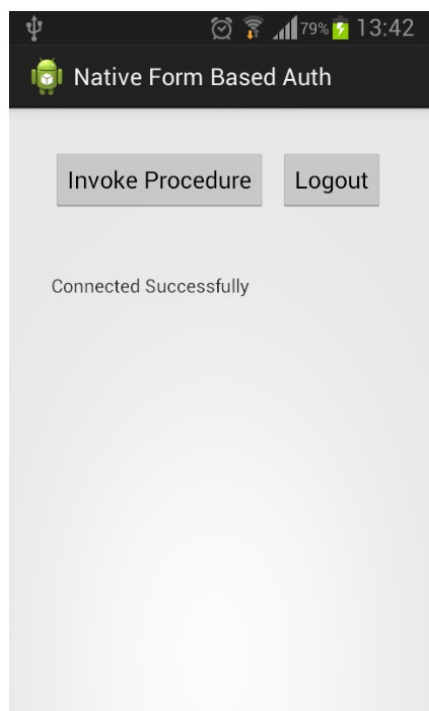 79% 13:42
Native Form Based Auth
Invoke Procedure Logout
Connected Successfully